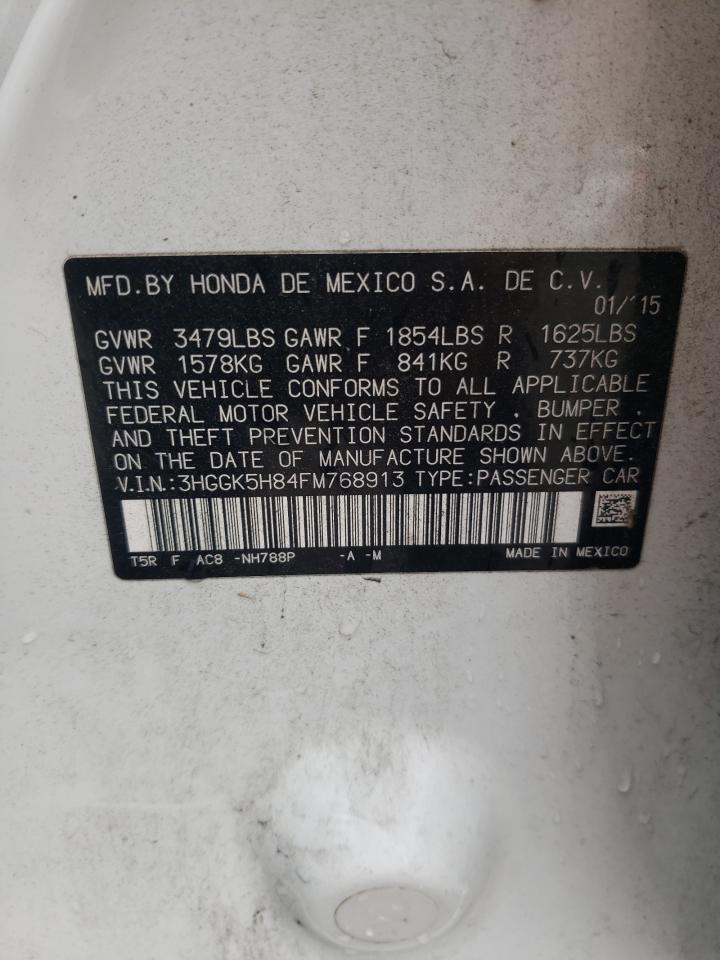 MFD.BY HONDA DE MEXICO S.A. DE C.V.
01/'15
GVWR 3479LBS GAWR F 1854LBS R 1625LBS
GVWR 1578KG GAWR F 841KG R 737KG
THIS VEHICLE CONFORMS TO ALL APPLICABLE
FEDERAL MOTOR VEHICLE SAFETY , BUMPER ,
AND THEFT PREVENTION STANDARDS IN EFFECT
ON THE DATE OF MANUFACTURE SHOWN ABOVE.
V.I.N.:3HGGK5H84FM768913 TYPE:PASSENGER CAR
T5R F AC8 -NH788P -A -M MADE IN MEXICO